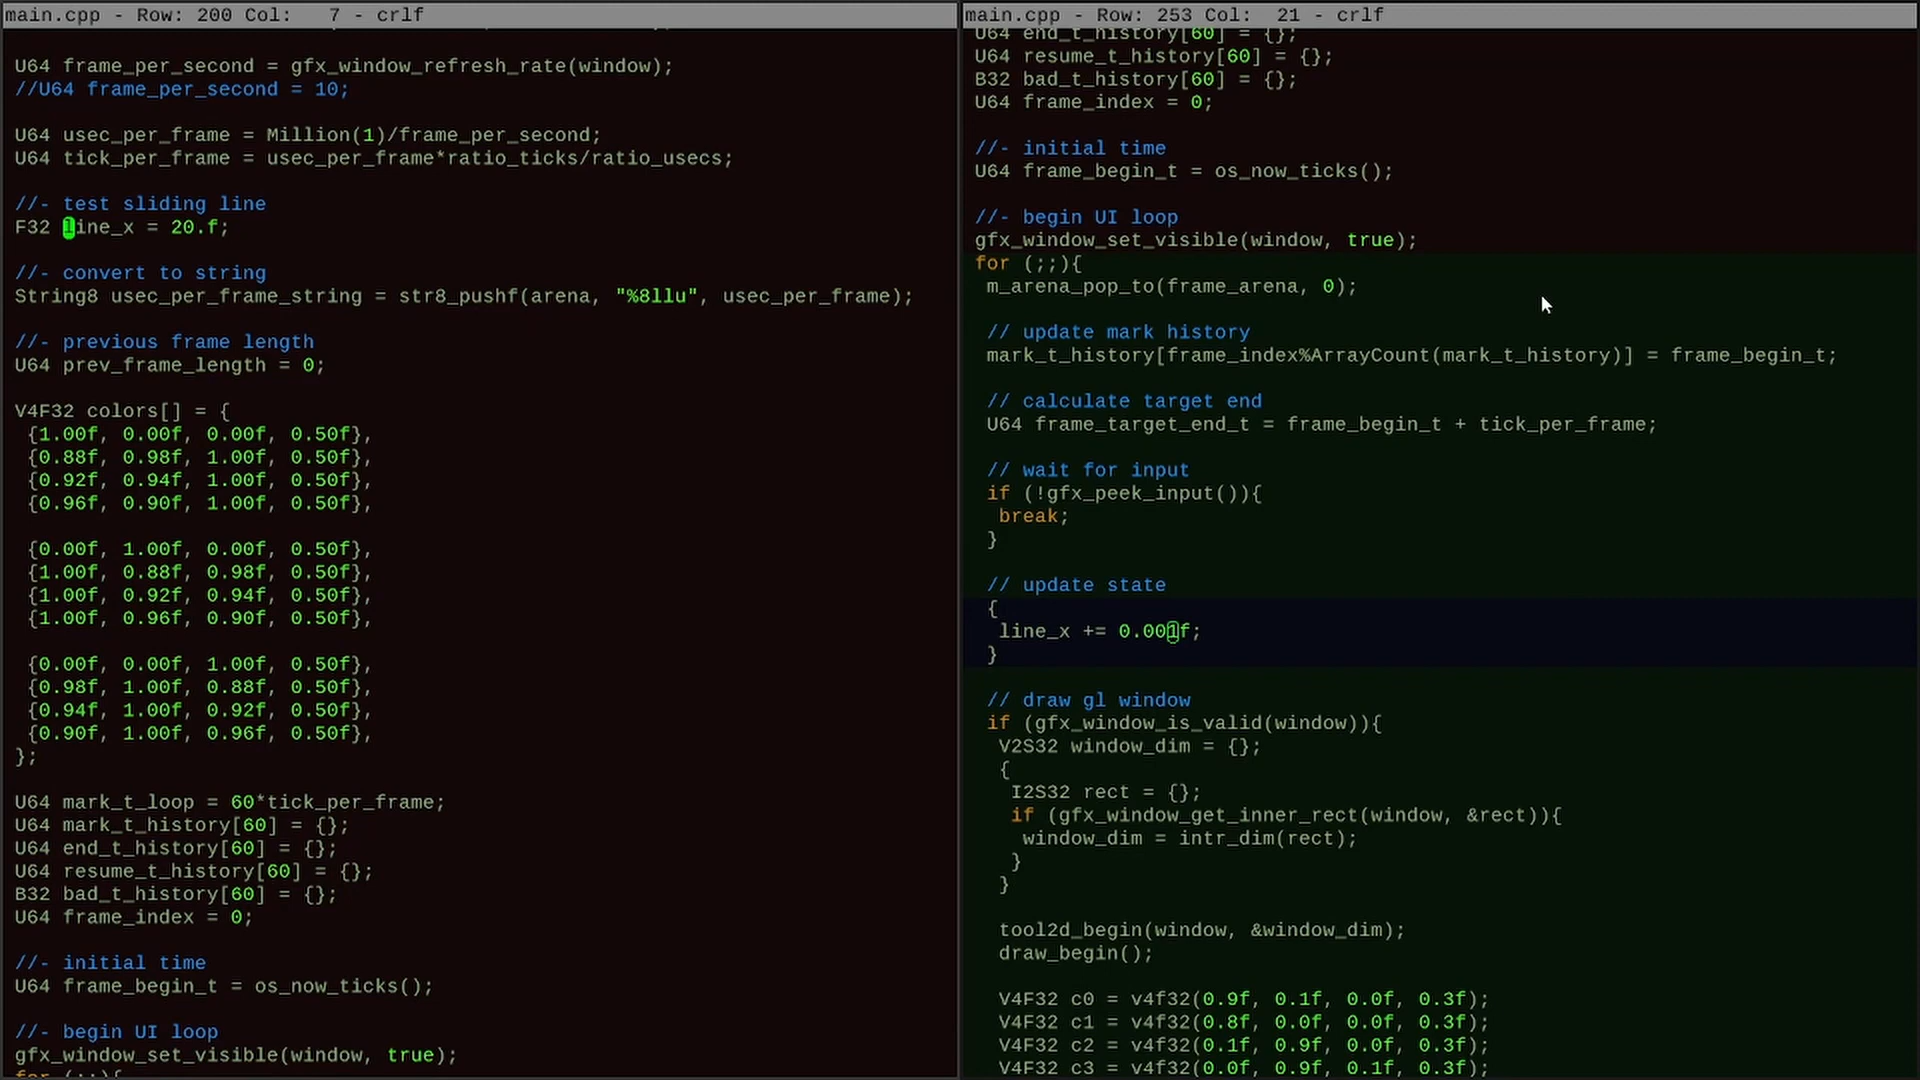 main.cpp - Row: 200 Col:   7 - crlf
U64 frame_per_second = gfx_window_refresh_rate(window);
//U64 frame_per_second = 10;
U64 usec_per_frame = Million(1)/frame_per_second;
U64 tick_per_frame = usec_per_frame*ratio_ticks/ratio_usecs;
//- test sliding line
F32 line_x = 20.f;
//- convert to string
String8 usec_per_frame_string = str8_pushf(arena, "%8llu", usec_per_frame);
//- previous frame length
U64 prev_frame_length = 0;
V4F32 colors[] = {
{1.00f, 0.00f, 0.00f, 0.50f},
{0.88f, 0.98f, 1.00f, 0.50f},
{0.92f, 0.94f, 1.00f, 0.50f},
{0.96f, 0.90f, 1.00f, 0.50f},
{0.00f, 1.00f, 0.00f, 0.50f},
{1.00f, 0.88f, 0.98f, 0.50f},
{1.00f, 0.92f, 0.94f, 0.50f},
{1.00f, 0.96f, 0.90f, 0.50f},
{0.00f, 0.00f, 1.00f, 0.50f},
{0.98f, 1.00f, 0.88f, 0.50f},
{0.94f, 1.00f, 0.92f, 0.50f},
{0.90f, 1.00f, 0.96f, 0.50f},
};
U64 mark_t_loop = 60*tick_per_frame;
U64 mark_t_history[60] = {};
U64 end_t_history[60] = {};
U64 resume_t_history[60] = {};
B32 bad_t_history[60] = {};
U64 frame_index = 0;
//- initial time
U64 frame_begin_t = os_now_ticks();
//- begin UI loop
gfx_window_set_visible(window, true);
for (;;){
main.cpp - Row: 253 Col:  21 - crlf
U64 end_t_history[60] = {};
U64 resume_t_history[60] = {};
B32 bad_t_history[60] = {};
U64 frame_index = 0;
//- initial time
U64 frame_begin_t = os_now_ticks();
//- begin UI loop
gfx_window_set_visible(window, true);
for (;;){
m_arena_pop_to(frame_arena, 0);
// update mark history
mark_t_history[frame_index%ArrayCount(mark_t_history)] = frame_begin_t;
// calculate target end
U64 frame_target_end_t = frame_begin_t + tick_per_frame;
// wait for input
if (!gfx_peek_input()){
break;
}
// update state
{
line_x += 0.001f;
}
// draw gl window
if (gfx_window_is_valid(window)){
V2S32 window_dim = {};
{
I2S32 rect = {};
if (gfx_window_get_inner_rect(window, &rect)){
window_dim = intr_dim(rect);
}
}
tool2d_begin(window, &window_dim);
draw_begin();
V4F32 c0 = v4f32(0.9f, 0.1f, 0.0f, 0.3f);
V4F32 c1 = v4f32(0.8f, 0.0f, 0.0f, 0.3f);
V4F32 c2 = v4f32(0.1f, 0.9f, 0.0f, 0.3f);
V4F32 c3 = v4f32(0.0f, 0.9f, 0.1f, 0.3f);